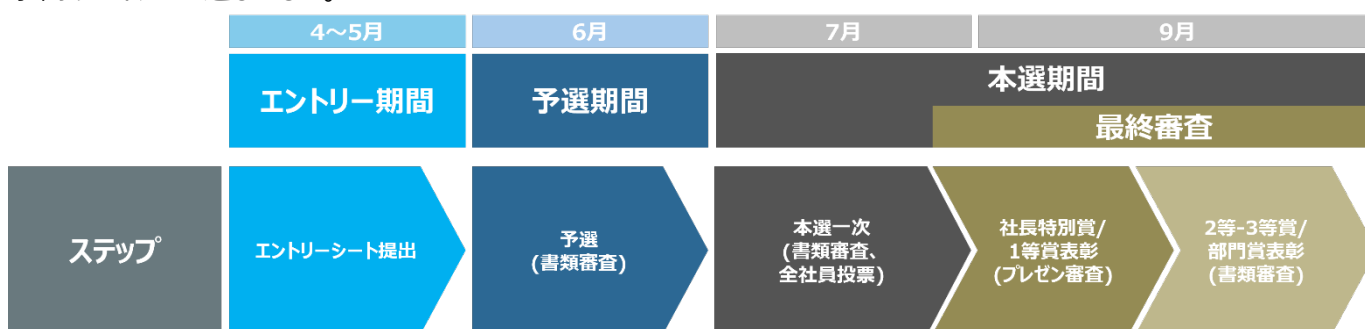 4～5月
6月
7月
9月
エントリー期間
予選期間
本選期間
最終審査
ステップ
エントリーシート提出
予選
(書類審査)
本選一次
(書類審査、
全社員投票)
社長特別賞/
1等賞表彰
(プレゼン審査)
2等-3等賞/
部門賞表彰
(書類審査)